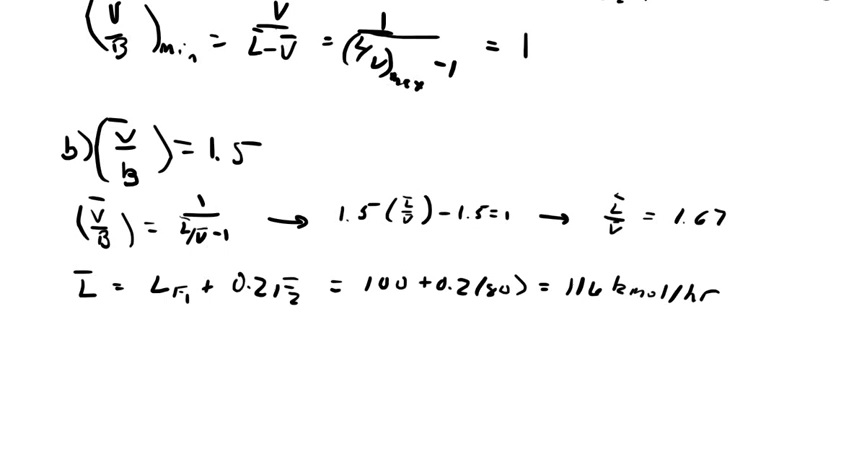 (V̄/B)min = V̄/(L̄-V̄) = 1/((L̄/V̄)max -1) = 1
b) (V̄/B) = 1.5
(V̄/B) = 1/(L̄/V̄ -1) → 1.5(L̄/V̄) - 1.5 = 1 → L̄/V̄ = 1.67
L̄ = L_F1 + 0.2 F2 = 100 + 0.2(80) = 116 kmol/hr